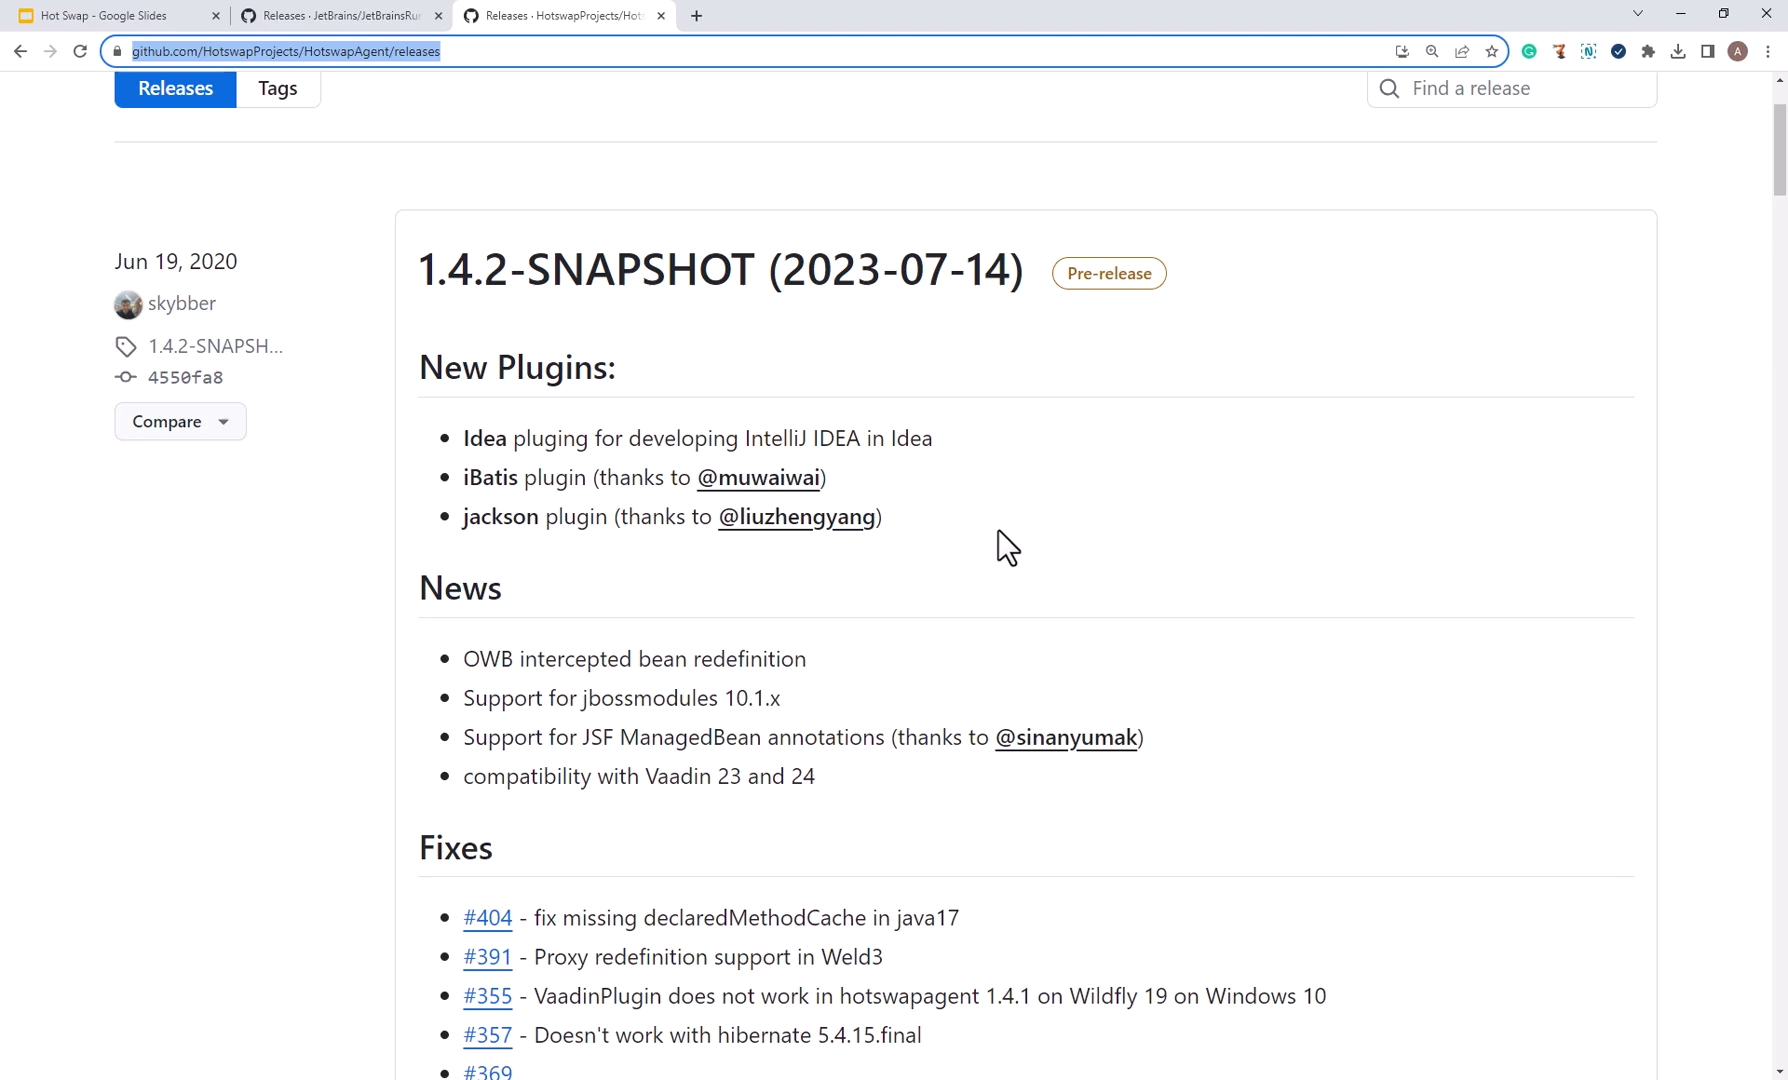 Hot Swap - Google Slides
Releases · JetBrains/JetBrainsRun
Releases · HotswapProjects/Hots
github.com/HotswapProjects/HotswapAgent/releases
A
Releases
Tags
Find a release
Jun 19, 2020
skybber
1.4.2-SNAPSH...
4550fa8
Compare
1.4.2-SNAPSHOT (2023-07-14)
Pre-release
New Plugins:
Idea pluging for developing IntelliJ IDEA in Idea
iBatis plugin (thanks to @muwaiwai)
jackson plugin (thanks to @liuzhengyang)
News
OWB intercepted bean redefinition
Support for jbossmodules 10.1.x
Support for JSF ManagedBean annotations (thanks to @sinanyumak)
compatibility with Vaadin 23 and 24
Fixes
#404 - fix missing declaredMethodCache in java17
#391 - Proxy redefinition support in Weld3
#355 - VaadinPlugin does not work in hotswapagent 1.4.1 on Wildfly 19 on Windows 10
#357 - Doesn't work with hibernate 5.4.15.final
#369